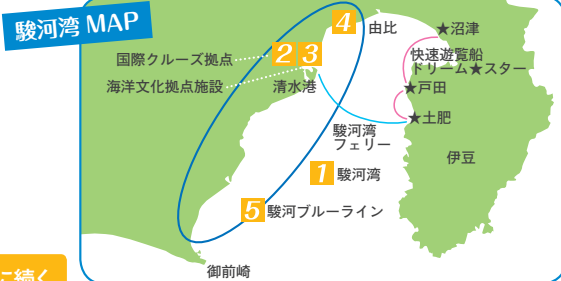 駿河湾 MAP
4 由比
★沼津
国際クルーズ拠点
2 3
快速遊覧船
ドリーム★スター
海洋文化拠点施設
清水港
★戸田
★土肥
駿河湾
フェリー
伊豆
1 駿河湾
5 駿河ブルーライン
御前崎
に続く